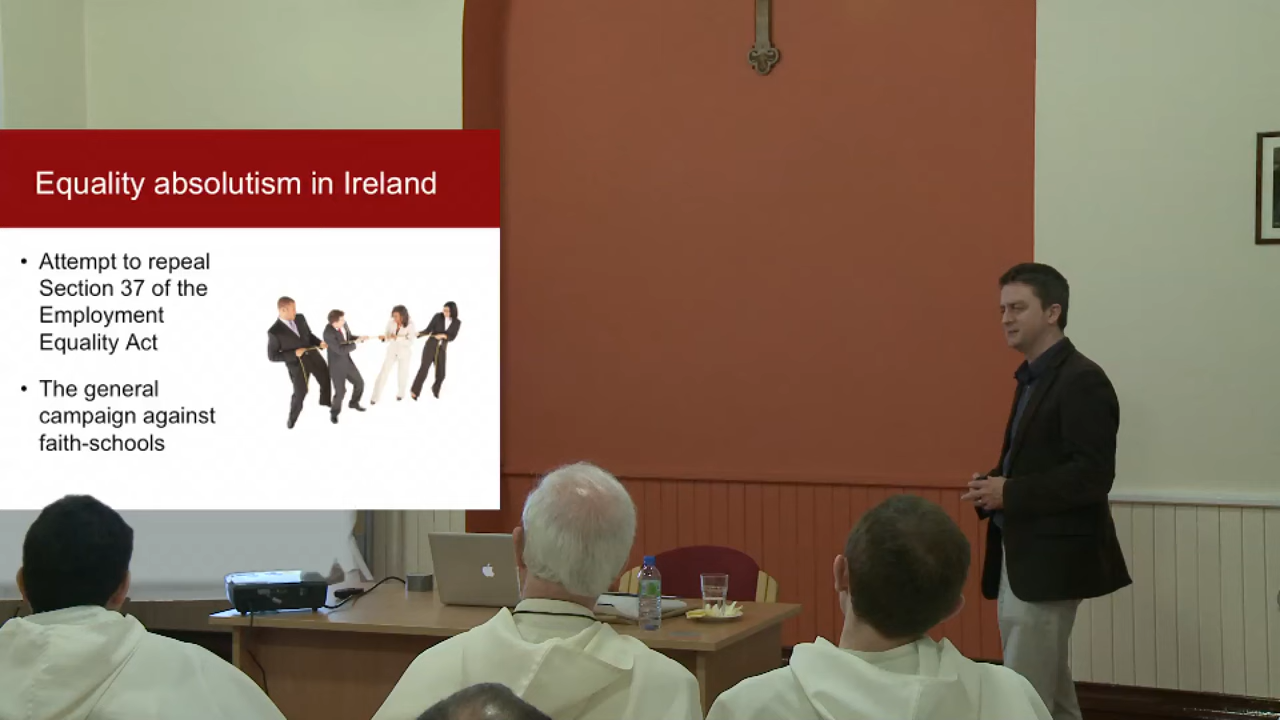 Equality absolutism in Ireland
• Attempt to repeal
Section 37 of the
Employment
Equality Act
• The general
campaign against
faith-schools